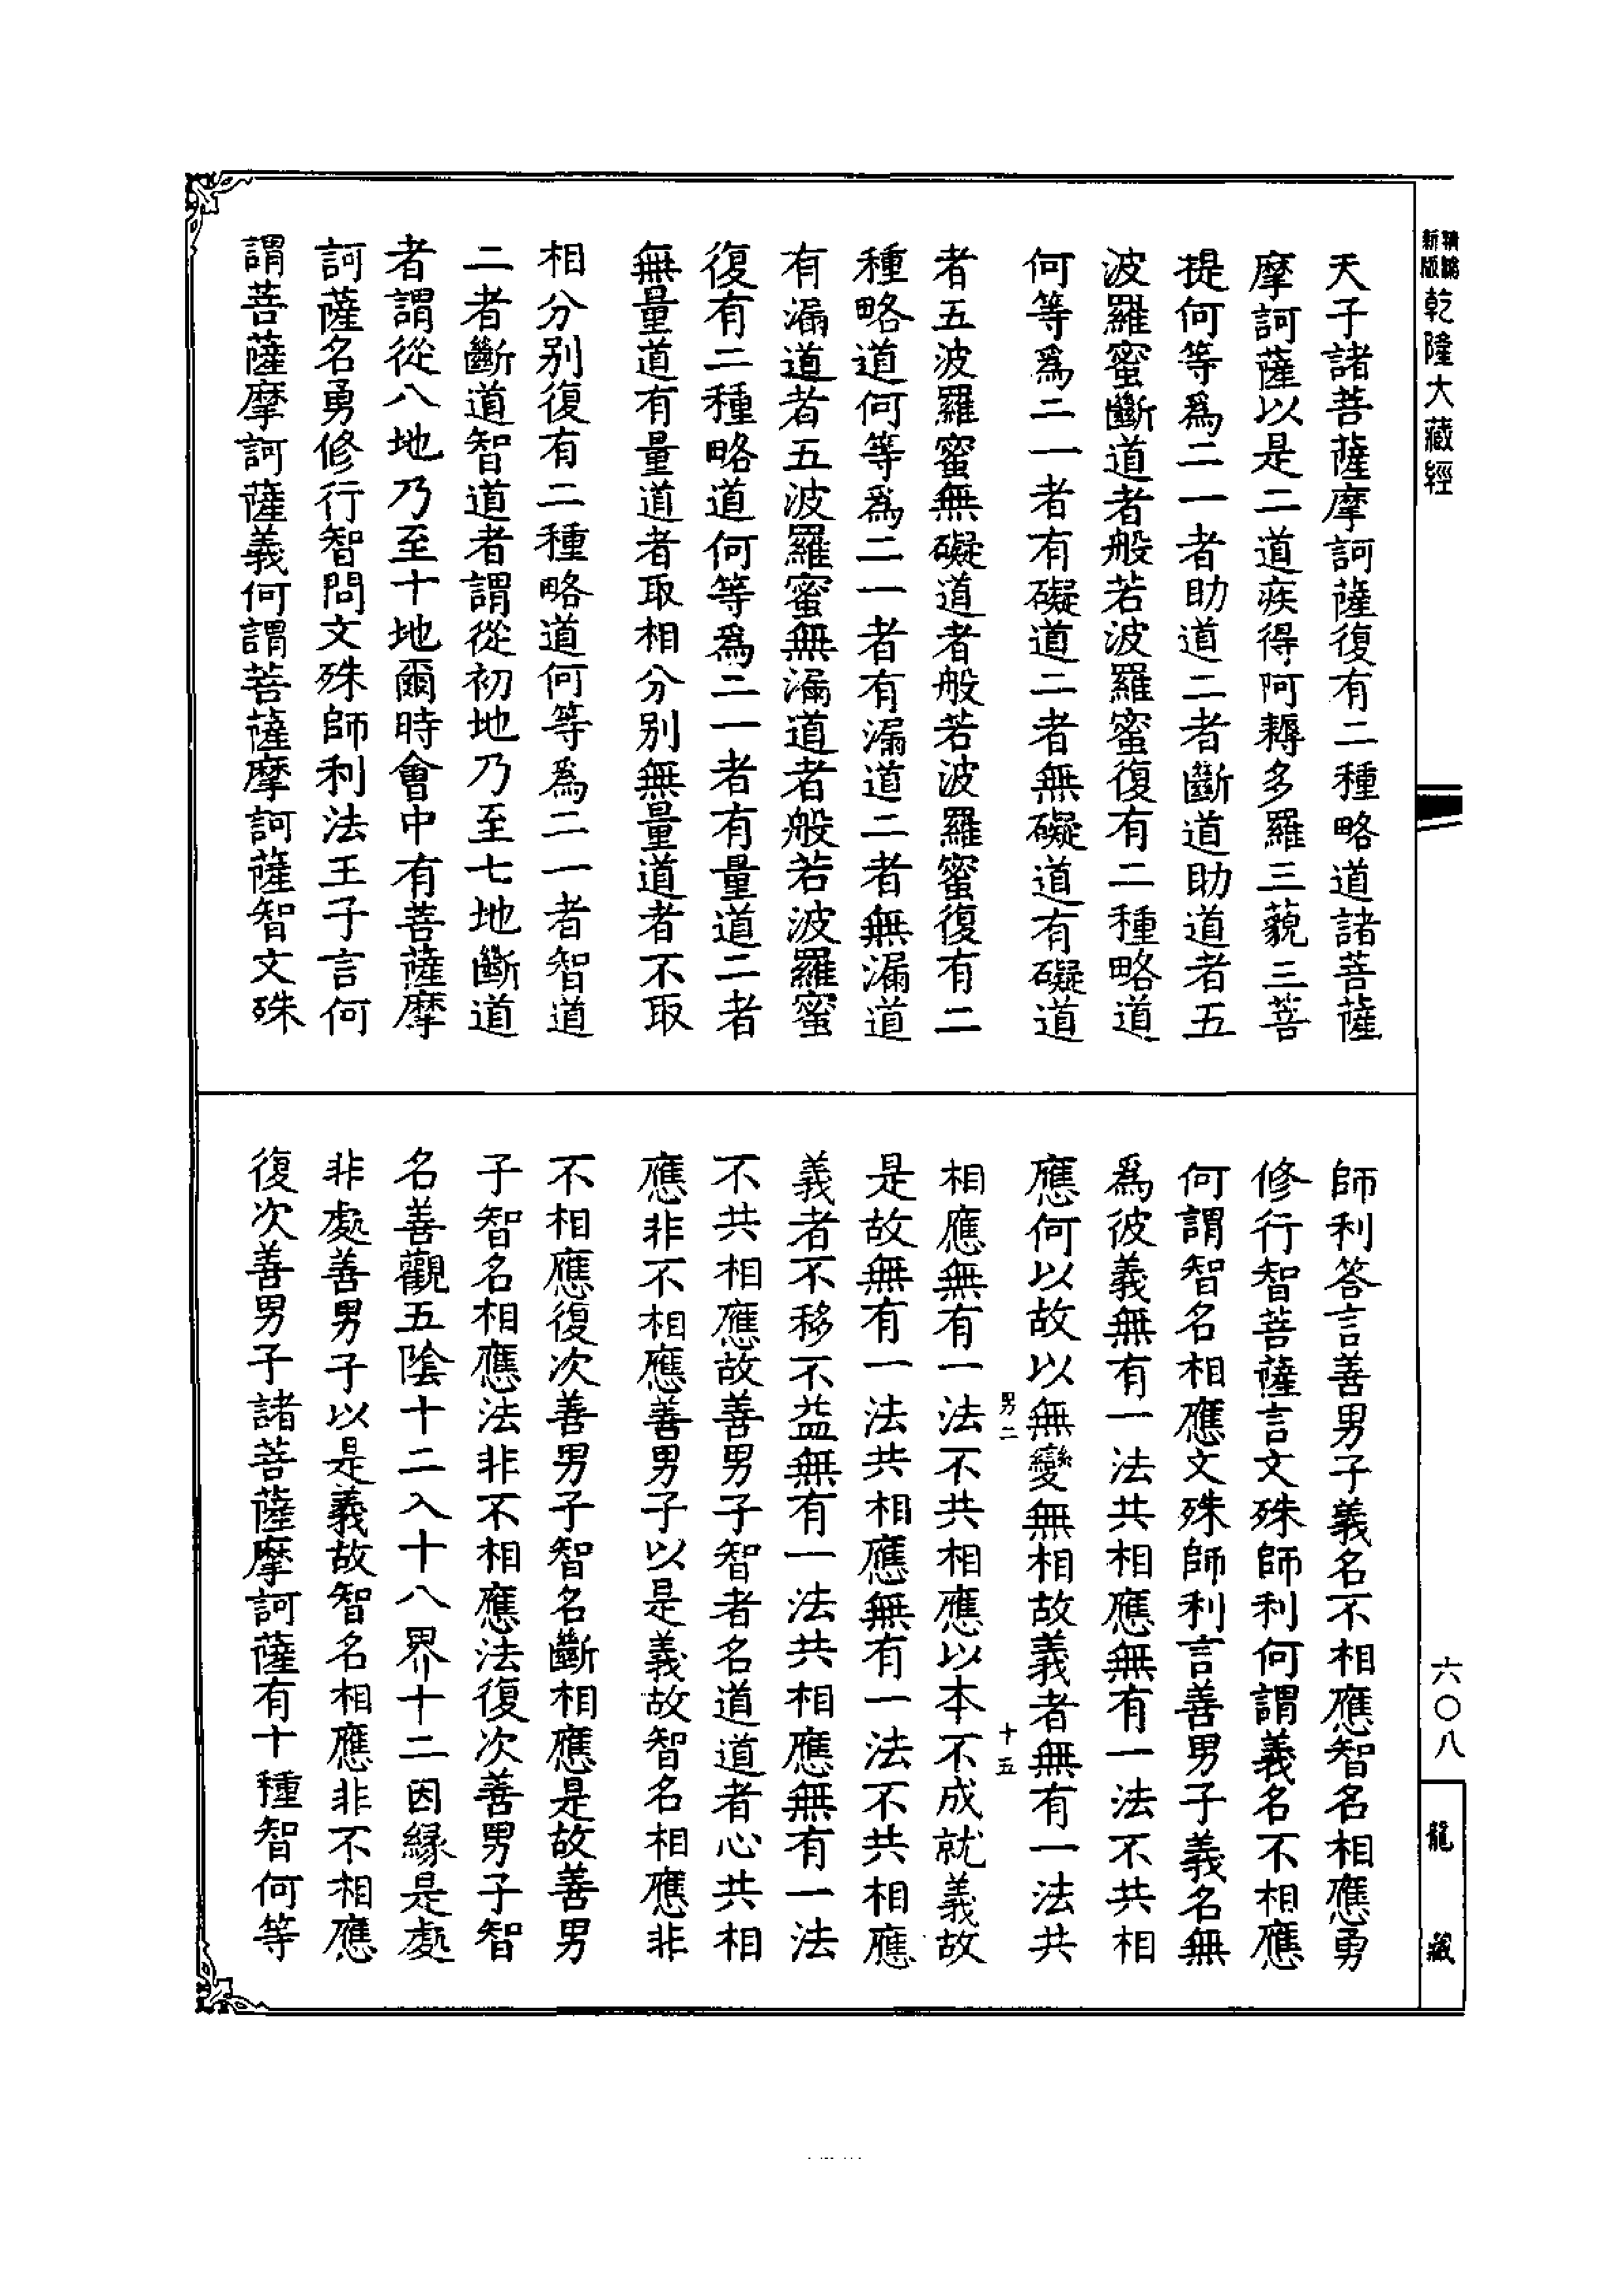 新版精編乾隆大藏經
天子諸菩薩摩訶薩復有二種略道諸菩薩
摩訶薩以是二道疾得阿耨多羅三藐三菩
提何等爲二一者助道二者斷道助道者五
波羅蜜斷道者般若波羅蜜復有二種略道
何等爲二一者有礙道二者無礙道有礙道
者五波羅蜜無礙道者般若波羅蜜復有二
種略道何等爲二一者有漏道二者無漏道
有漏道者五波羅蜜無漏道者般若波羅蜜
復有二種略道何等爲二一者有量道二者
無量道有量道者取相分別無量道者不取
相分別復有二種略道何等爲二一者智道
二者斷道智道者謂從初地乃至七地斷道
者謂從八地乃至十地爾時會中有菩薩摩
訶薩名勇修行智問文殊師利法王子言何
謂菩薩摩訶薩義何謂菩薩摩訶薩智文殊
師利答言善男子義名不相應智名相應勇
修行智菩薩言文殊師利何謂義名不相應
何謂智名相應文殊師利言善男子義名無
爲彼義無有一法共相應無有一法不共相
應何以故以無變無相故義者無有一法共
男二
十五
相應無有一法不共相應以本不成就義故
是故無有一法共相應無有一法不共相應
義者不移不益無有一法共相應無有一法
不共相應故善男子智者名道道者心共相
應非不相應善男子以是義故智名相應非
不相應復次善男子智名斷相應是故善男
子智名相應法非不相應法復次善男子智
名善觀五陰十二入十八界十二因緣是處
非處善男子以是義故智名相應非不相應
復次善男子諸菩薩摩訶薩有十種智何等
六〇八
龍藏